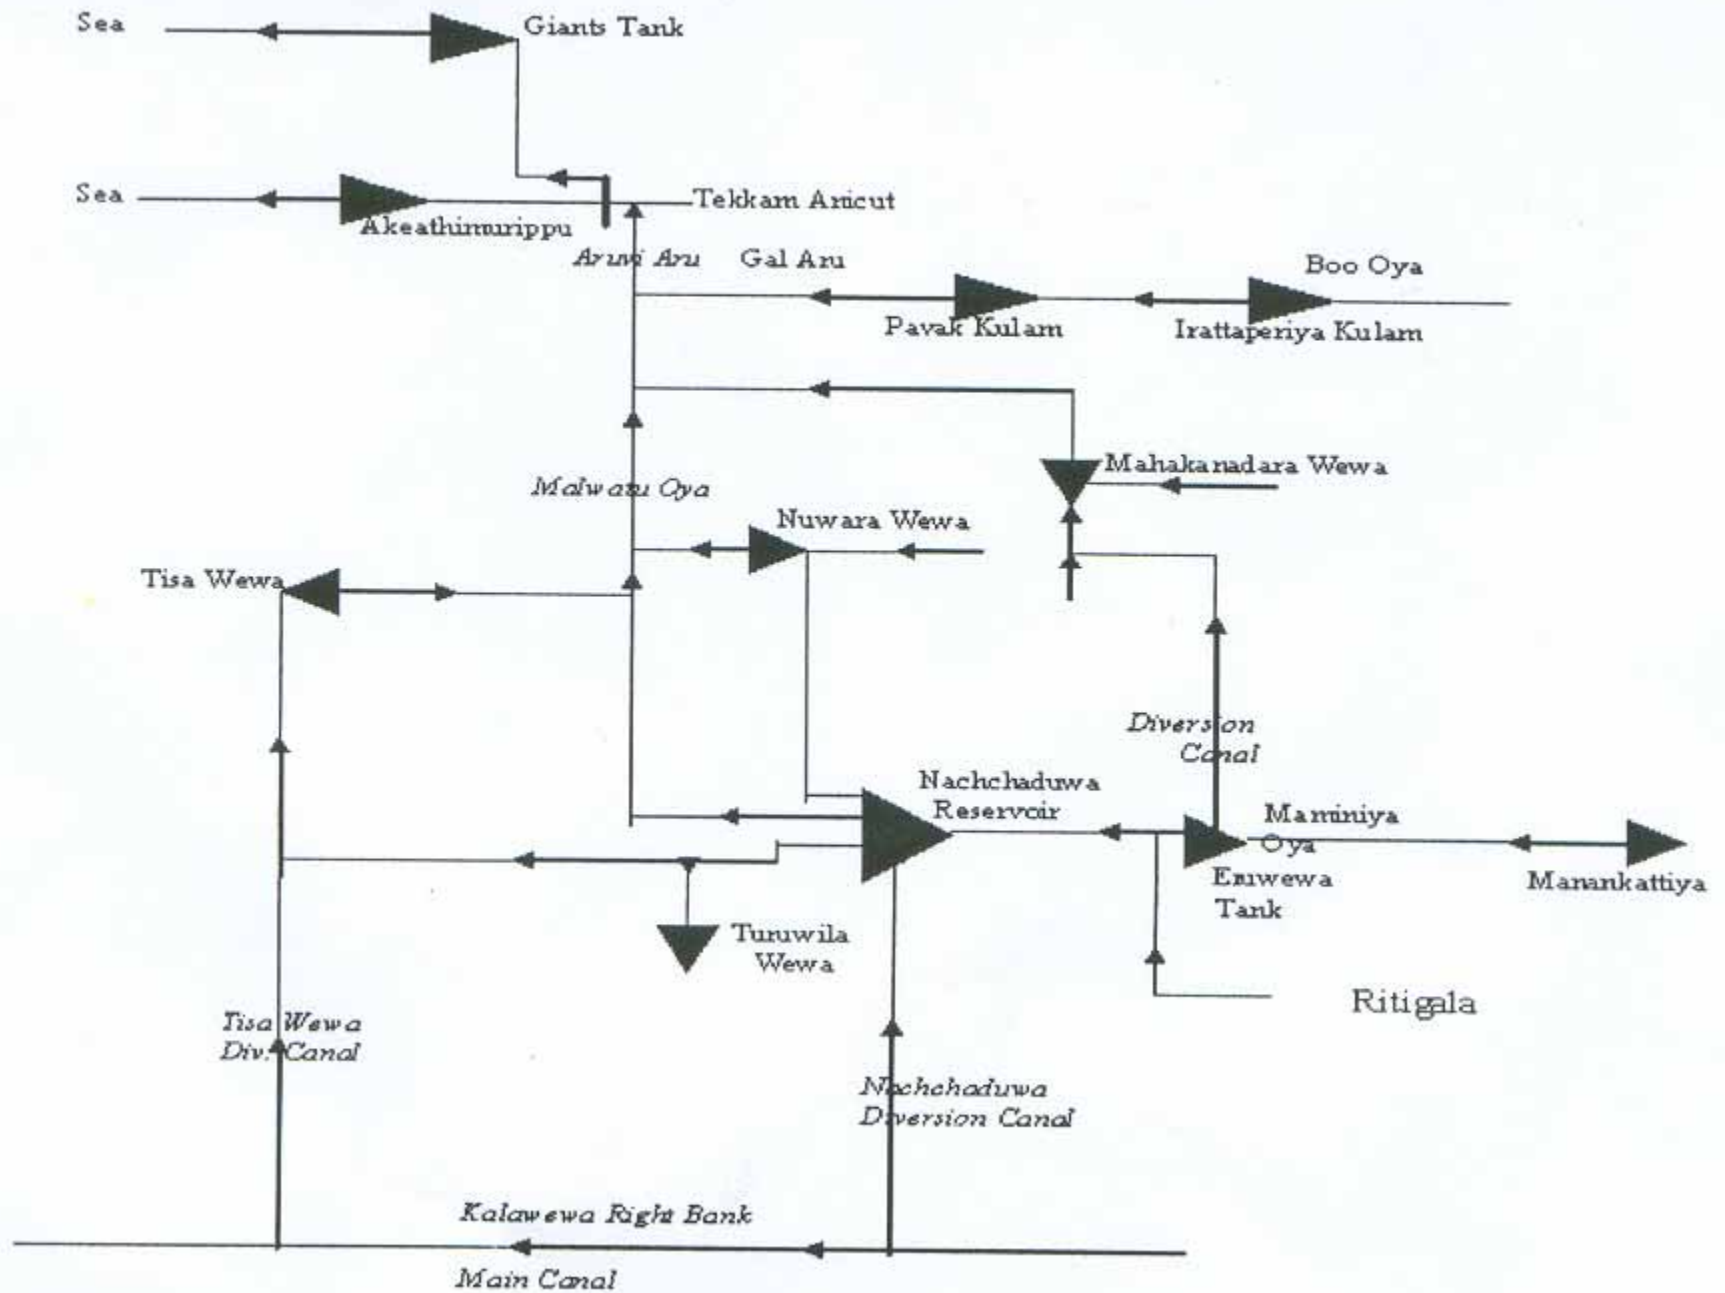 Sea
Giants Tank
Sea
Tekkam Anicut
Akeathimurippu
Aruvi Aru
Gal Aru
Boo Oya
Pavak Kulam
Irattaperiya Kulam
Mahakanadara Wewa
Malwatu Oya
Nuwara Wewa
Tisa Wewa
Diversion
Canal
Nachchaduwa
Reservoir
Maminiya
Oya
Eruwewa
Tank
Manankattiya
Turuwila
Wewa
Ritigala
Tisa Wewa
Div. Canal
Nachchaduwa
Diversion Canal
Kalawewa Right Bank
Main Canal